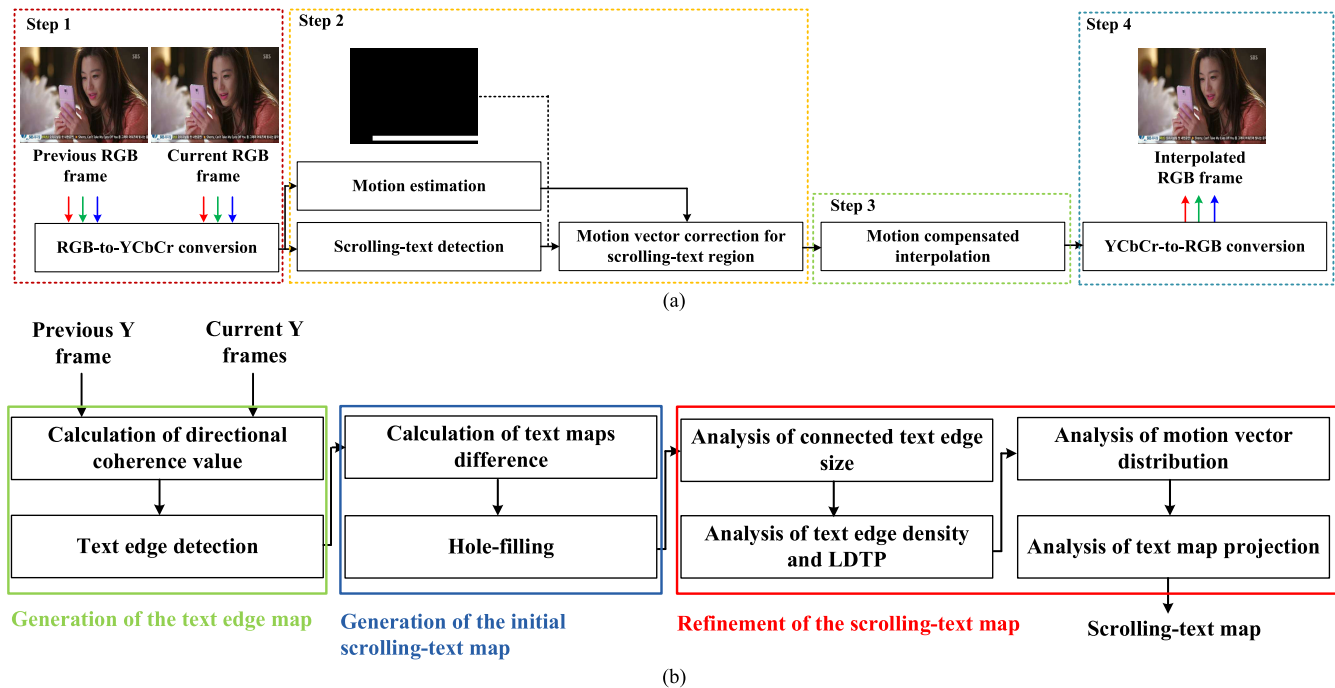 Step 1
Previous RGB
frame
Current RGB
frame
RGB-to-YCbCr conversion
Step 2
Motion estimation
Scrolling-text detection
Motion vector correction for
scrolling-text region
Step 3
Motion compensated
interpolation
Step 4
SBS
Interpolated
RGB frame
YCbCr-to-RGB conversion
(a)
Previous Y
frame
Current Y
frames
Calculation of directional
coherence value
Text edge detection
Generation of the text edge map
Calculation of text maps
difference
Hole-filling
Generation of the initial
scrolling-text map
Analysis of connected text edge
size
Analysis of text edge density
and LDTP
Analysis of motion vector
distribution
Analysis of text map projection
Refinement of the scrolling-text map
Scrolling-text map
(b)